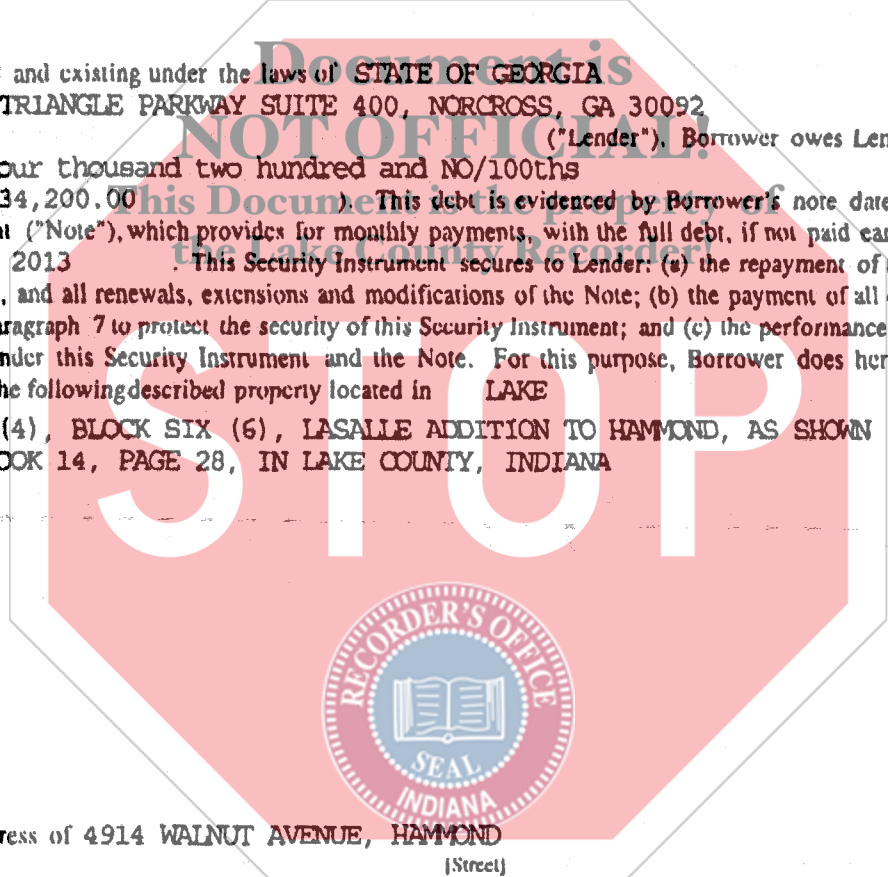 and existing under the laws of STATE OF GEORGIA
TRIANGLE PARKWAY SUITE 400, NORCROSS, GA 30092
("Lender"). Borrower owes Len
our thousand two hundred and NO/100ths
34,200.00 ). This debt is evidenced by Borrower's note date
nt ("Note"), which provides for monthly payments, with the full debt, if not paid ear
2013 . This Security Instrument secures to Lender: (a) the repayment of
, and all renewals, extensions and modifications of the Note; (b) the payment of all
aragraph 7 to protect the security of this Security Instrument; and (c) the performance
nder this Security Instrument and the Note. For this purpose, Borrower does her
he following described property located in LAKE
(4), BLOCK SIX (6), LASALLE ADDITION TO HAMMOND, AS SHOWN
OOK 14, PAGE 28, IN LAKE COUNTY, INDIANA
ress of 4914 WALNUT AVENUE, HAMMOND
[Street]
Document is
NOT OFFICIAL!
This Document is the property of
the Lake County Recorder!
STOP
RECORDER'S OFFICE
SEAL
INDIANA